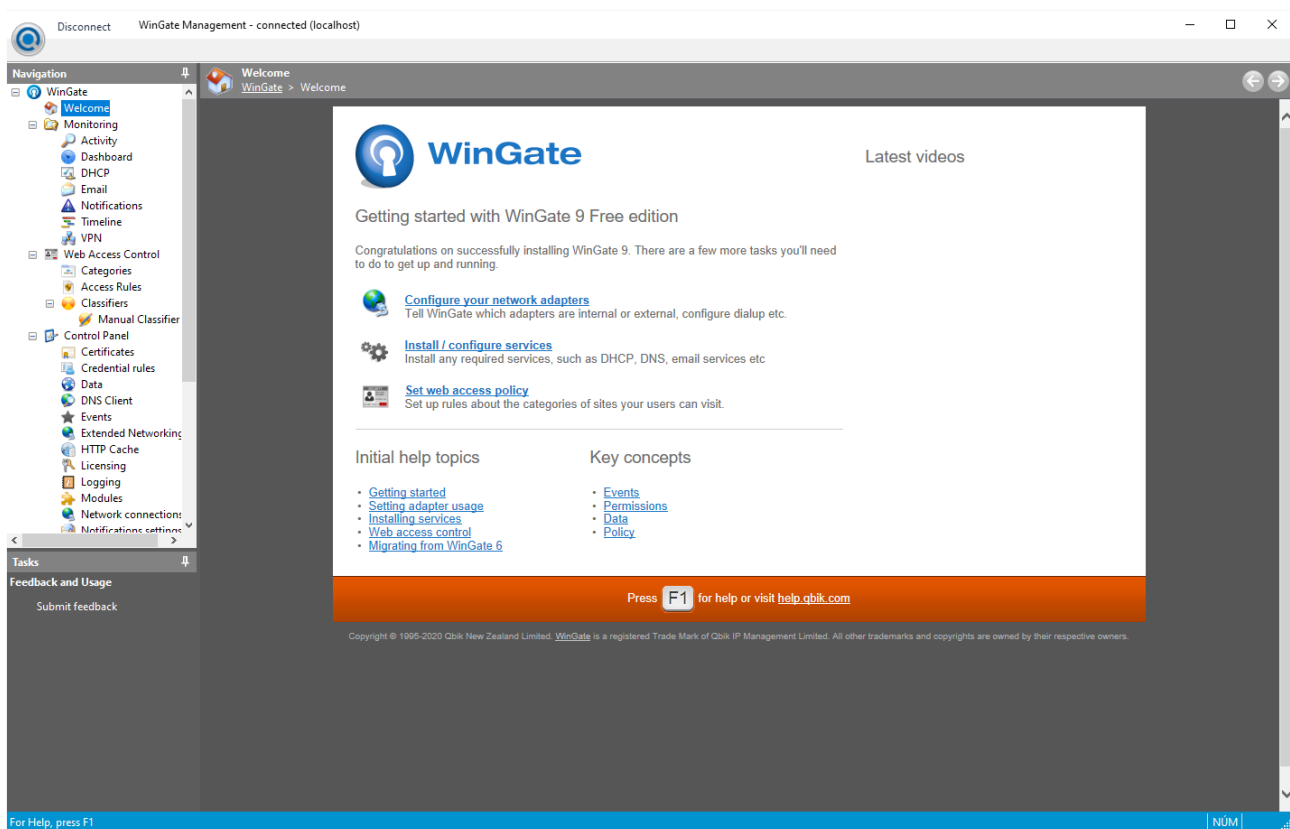 Disconnect
WinGate Management - connected (localhost)
Navigation
WinGate
Welcome
Monitoring
Activity
Dashboard
DHCP
Email
Notifications
Timeline
VPN
Web Access Control
Categories
Access Rules
Classifiers
Manual Classifier
Control Panel
Certificates
Credential rules
Data
DNS Client
Events
Extended Networking
HTTP Cache
Licensing
Logging
Modules
Network connections
Notifications settings
Tasks
Feedback and Usage
Submit feedback
Welcome
WinGate > Welcome
WinGate
Latest videos
Getting started with WinGate 9 Free edition
Congratulations on successfully installing WinGate 9. There are a few more tasks you'll need
to do to get up and running.
Configure your network adapters
Tell WinGate which adapters are internal or external, configure dialup etc.
Install / configure services
Install any required services, such as DHCP, DNS, email services etc
Set web access policy
Set up rules about the categories of sites your users can visit.
Initial help topics
Getting started
Setting adapter usage
Installing services
Web access control
Migrating from WinGate 6
Key concepts
Events
Permissions
Data
Policy
Press F1 for help or visit help.qbik.com
Copyright © 1995-2020 Qbik New Zealand Limited. WinGate is a registered Trade Mark of Qbik IP Management Limited. All other trademarks and copyrights are owned by their respective owners.
For Help, press F1
NÚM